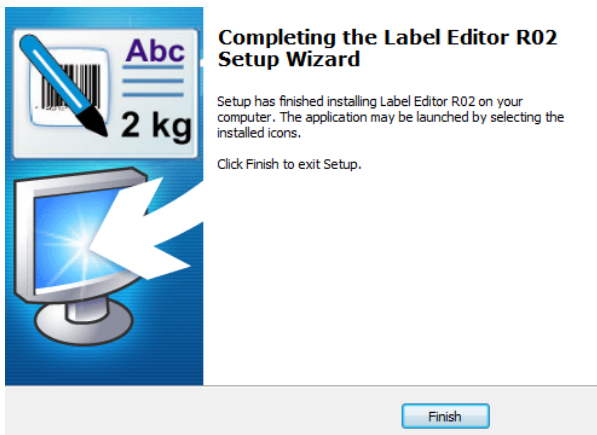 Abc
2 kg
Completing the Label Editor R02
Setup Wizard
Setup has finished installing Label Editor R02 on your
computer. The application may be launched by selecting the
installed icons.
Click Finish to exit Setup.
Finish